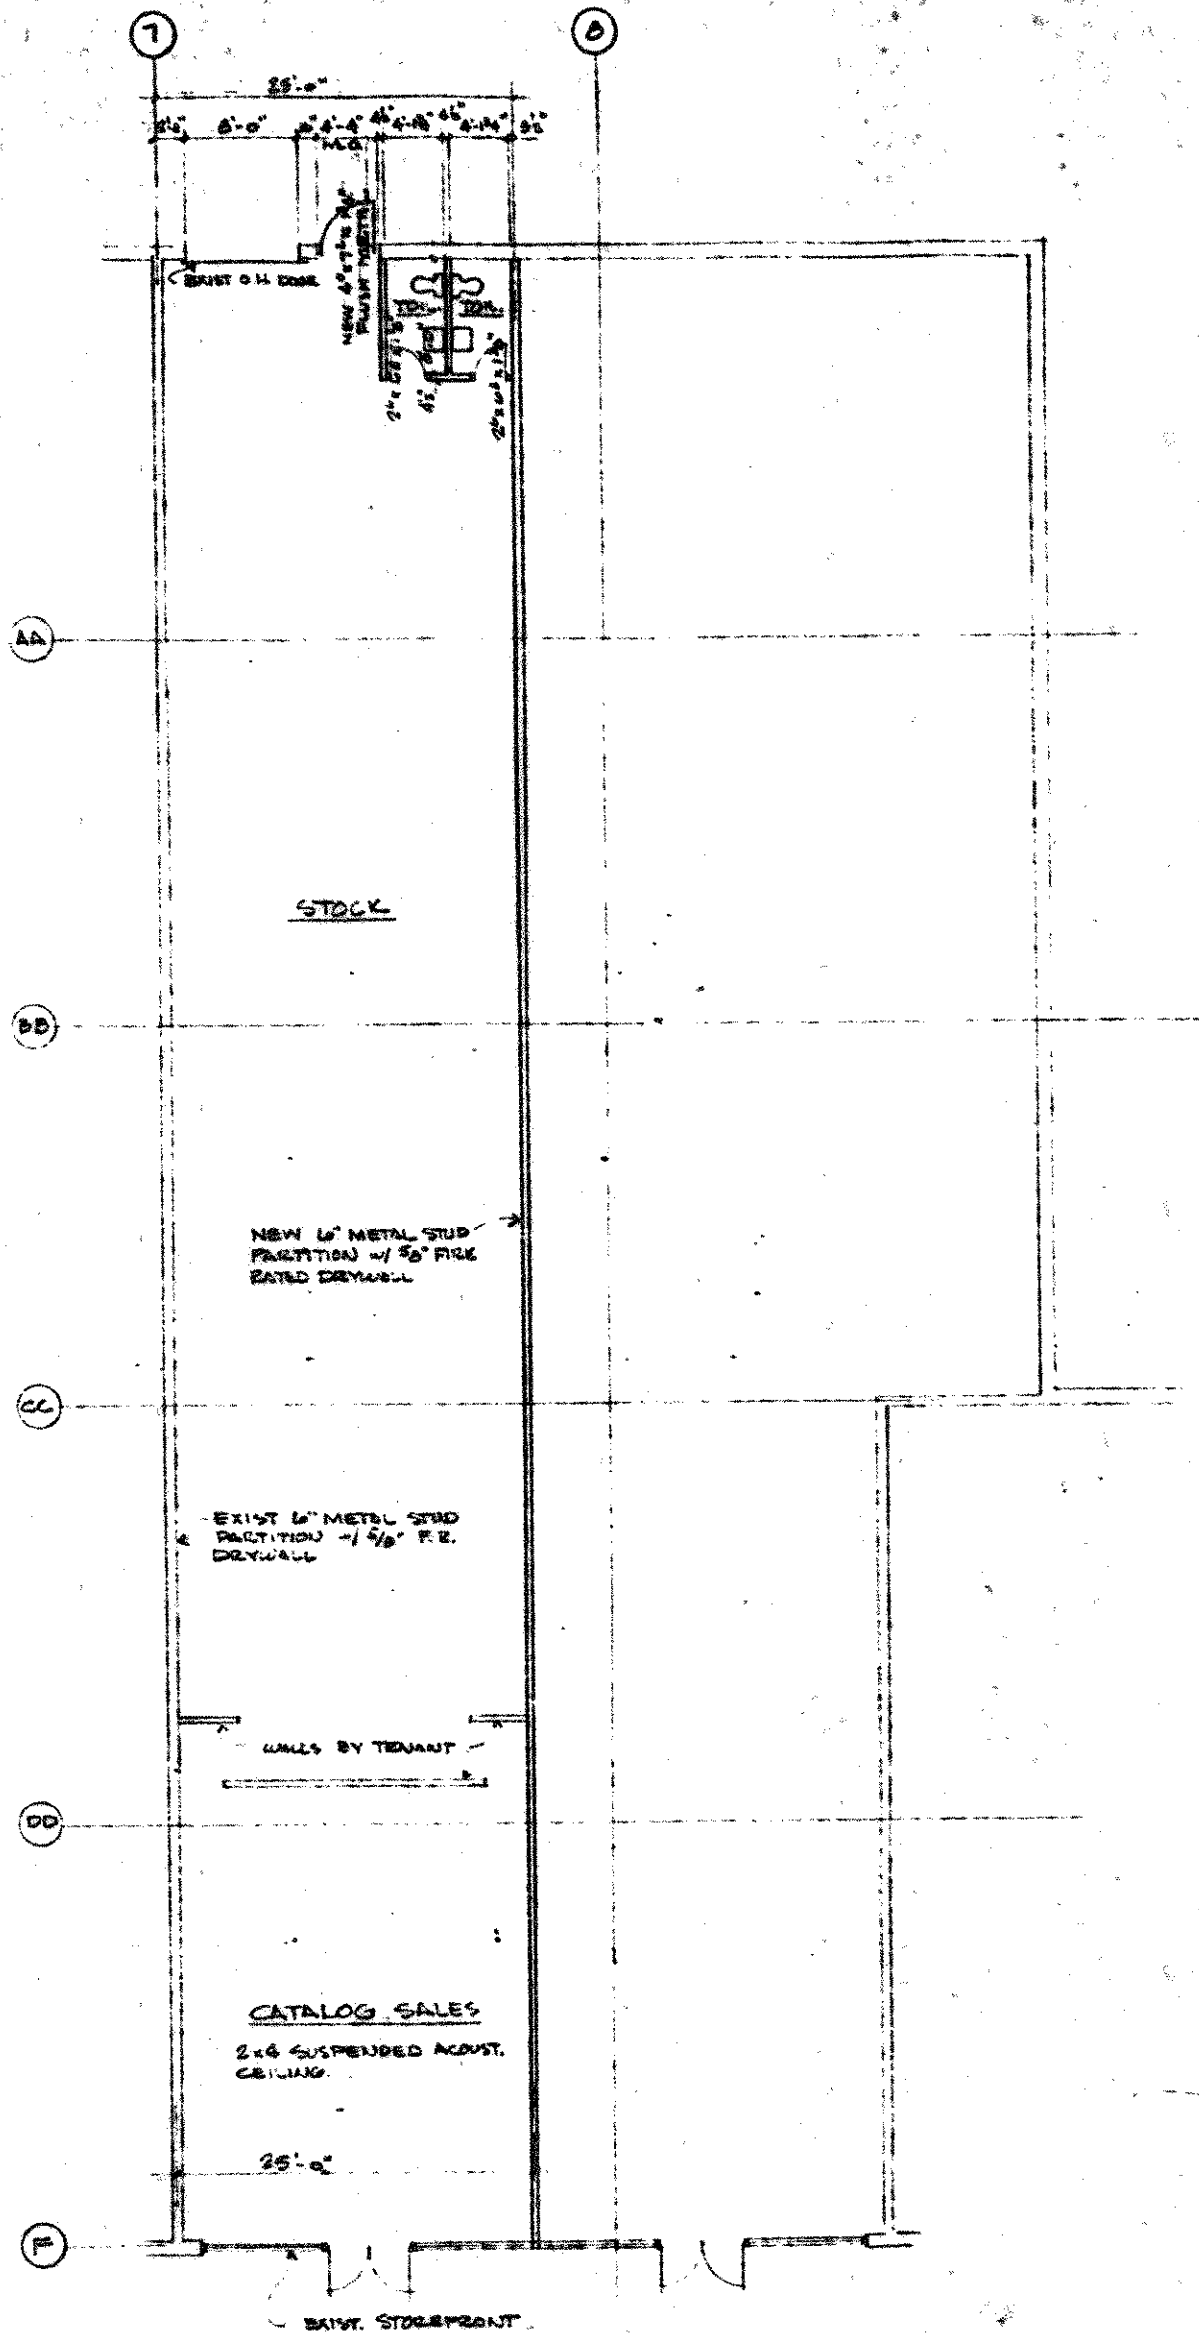 7
8
25'-0"
8'-0"
4'-4"
M.O.
EXIST O.H. DOOR
AA
STOCK
BB
NEW 6" METAL STUD
PARTITION W/ 5/8" FIRE
RATED DRYWALL
CC
EXIST 6" METAL STUD
PARTITION W/ 5/8" F.R.
DRYWALL
WALLS BY TENANT
DD
CATALOG SALES
2x4 SUSPENDED ACOUST.
CEILING
25'-0"
F
EXIST. STOREFRONT